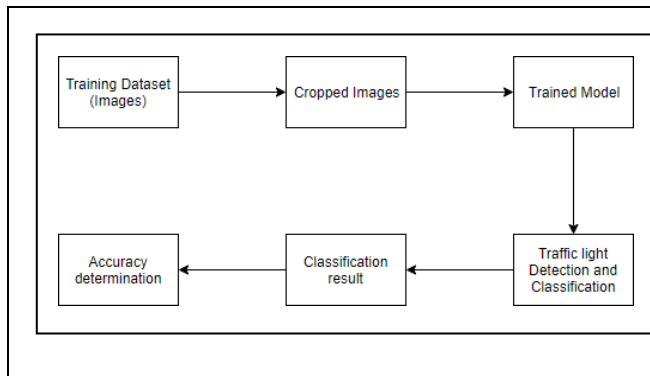 Training Dataset
(Images)
Cropped Images
Trained Model
Traffic light
Detection and
Classification
Classification
result
Accuracy
determination